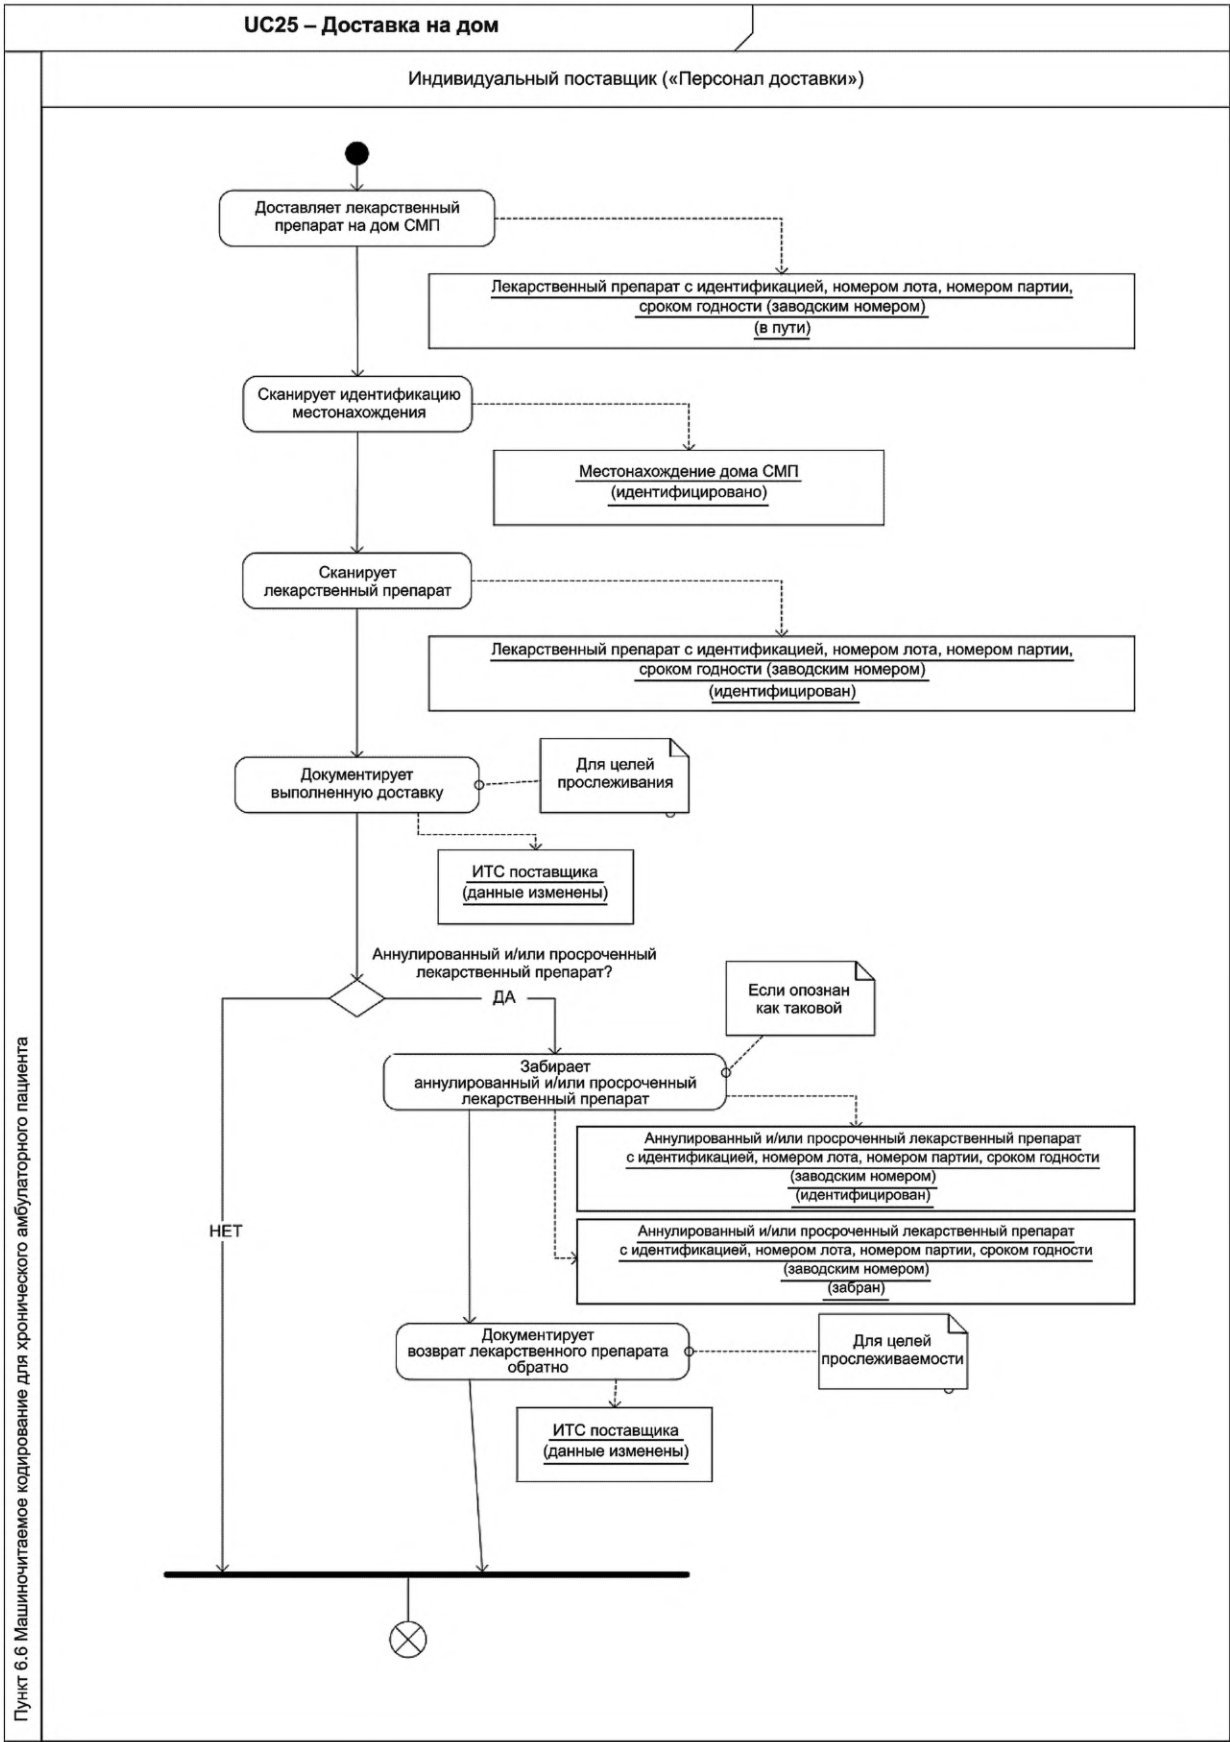 UC25 – Доставка на дом
Индивидуальный поставщик («Персонал доставки»)
Доставляет лекарственный
препарат на дом СМП
Лекарственный препарат с идентификацией, номером лота, номером партии,
сроком годности (заводским номером)
(в пути)
Сканирует идентификацию
местонахождения
Местонахождение дома СМП
(идентифицировано)
Сканирует
лекарственный препарат
Лекарственный препарат с идентификацией, номером лота, номером партии,
сроком годности (заводским номером)
(идентифицирован)
Документирует
выполненную доставку
Для целей
прослеживания
ИТС поставщика
(данные изменены)
Аннулированный и/или просроченный
лекарственный препарат?
ДА
Если опознан
как таковой
Забирает
аннулированный и/или просроченный
лекарственный препарат
Аннулированный и/или просроченный лекарственный препарат
с идентификацией, номером лота, номером партии, сроком годности
(заводским номером)
(идентифицирован)
НЕТ
Аннулированный и/или просроченный лекарственный препарат
с идентификацией, номером лота, номером партии, сроком годности
(заводским номером)
(забран)
Документирует
возврат лекарственного препарата
обратно
Для целей
прослеживаемости
ИТС поставщика
(данные изменены)
Пункт 6.6 Машиночитаемое кодирование для хронического амбулаторного пациента